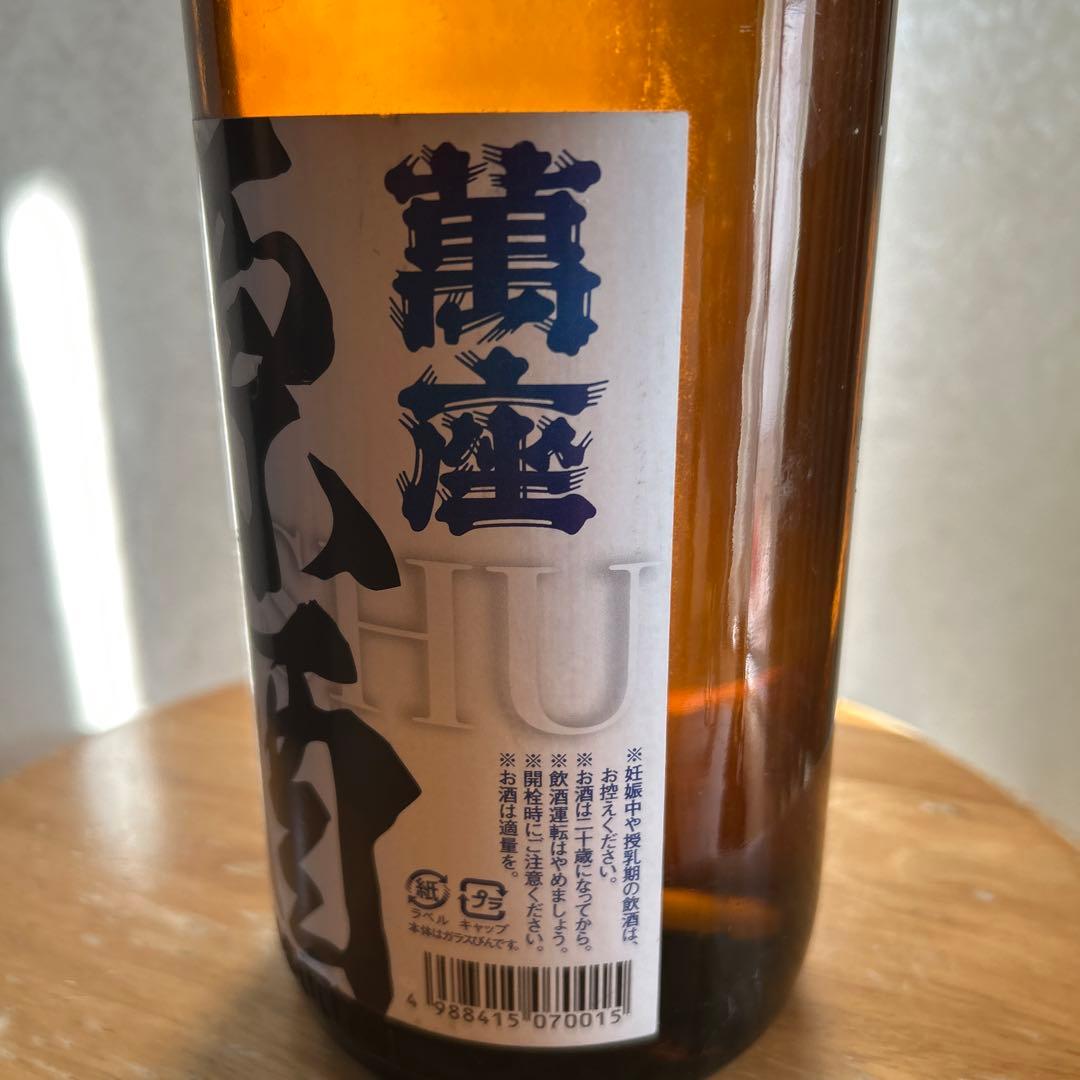 萬座
原酒
HU
※妊娠中や授乳期の飲酒は、
お控えください。
※お酒は二十歳になってから。
※飲酒運転はやめましょう。
※開栓時にご注意ください。
※お酒は適量を。
紙
プラ
ラベル キャップ
本体はガラスびんです。
4 988415 070015